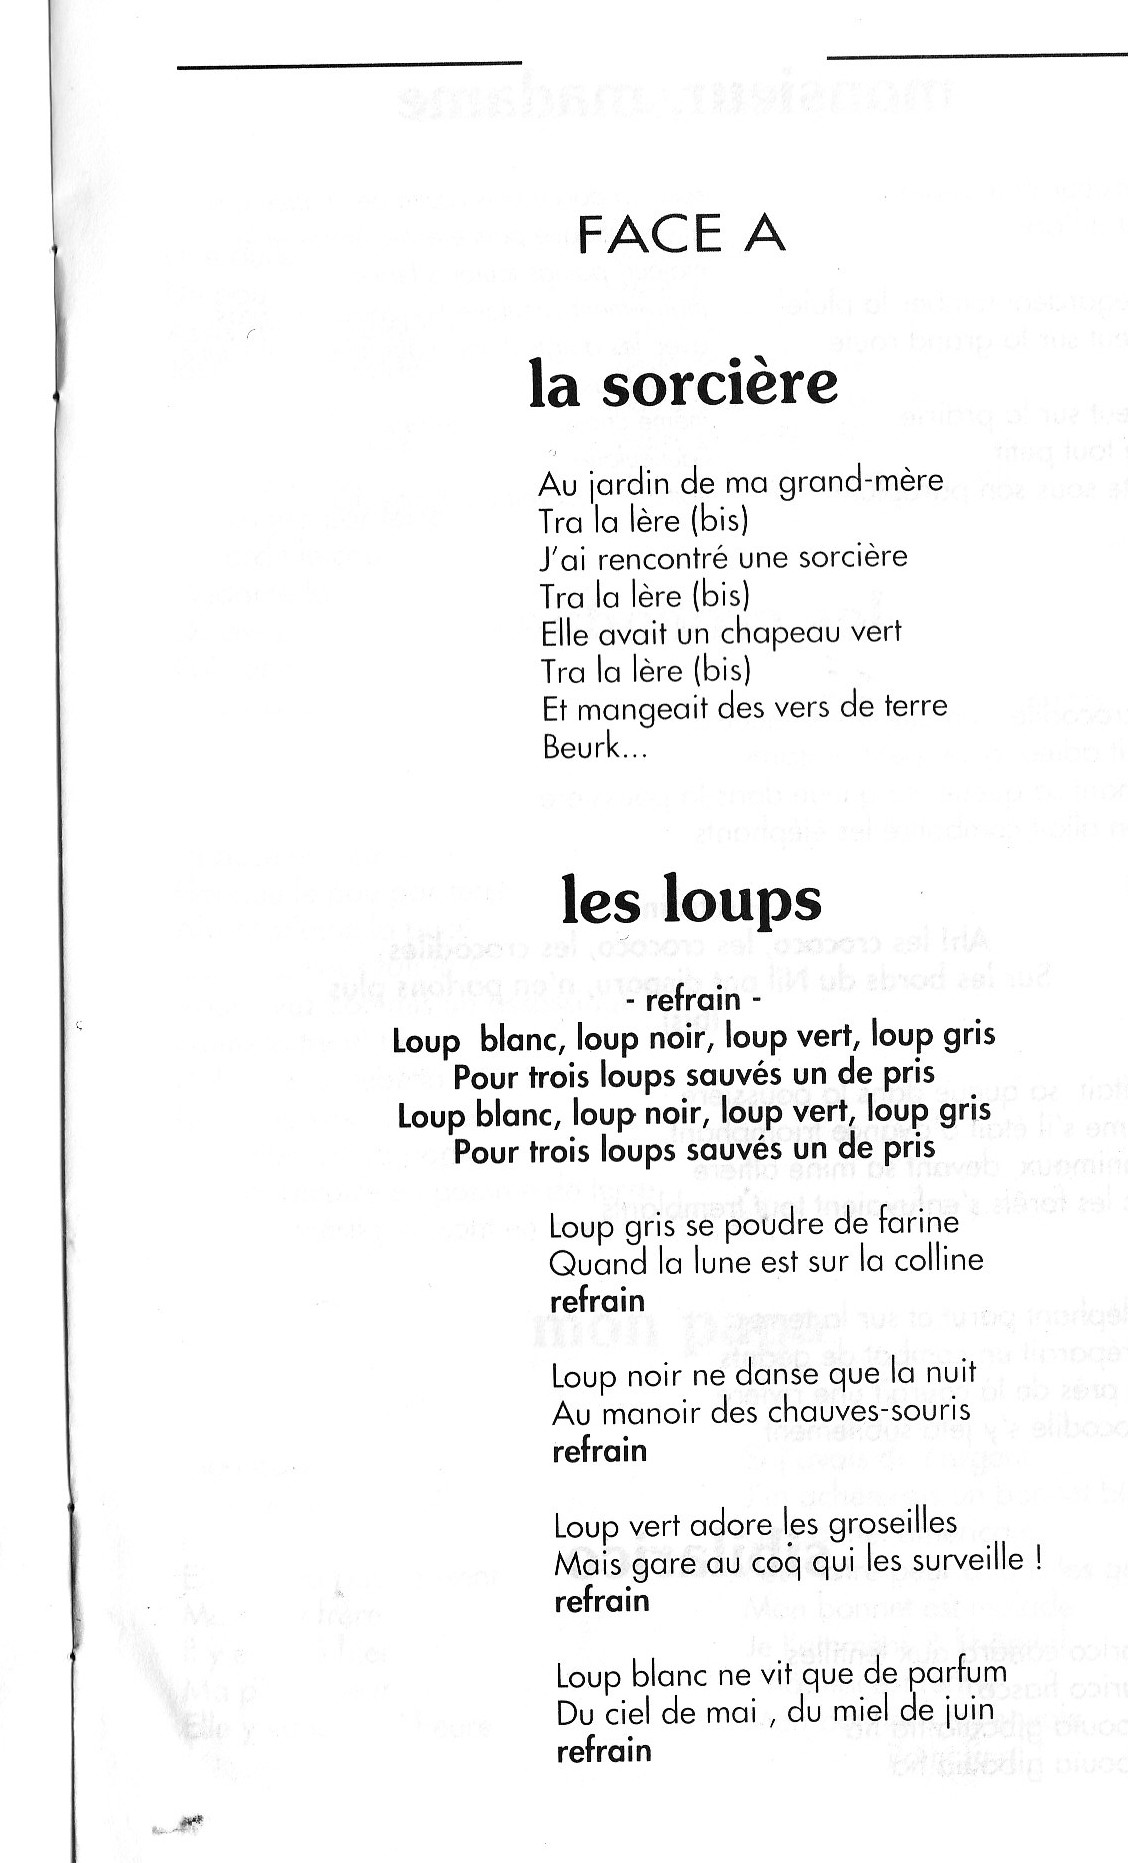 FACE A
la sorcière
Au jardin de ma grand-mère
Tra la lère (bis)
J'ai rencontré une sorcière
Tra la lère (bis)
Elle avait un chapeau vert
Tra la lère (bis)
Et mangeait des vers de terre
Beurk...
les loups
- refrain -
Loup blanc, loup noir, loup vert, loup gris
Pour trois loups sauvés un de pris
Loup blanc, loup noir, loup vert, loup gris
Pour trois loups sauvés un de pris
Loup gris se poudre de farine
Quand la lune est sur la colline
refrain
Loup noir ne danse que la nuit
Au manoir des chauves-souris
refrain
Loup vert adore les groseilles
Mais gare au coq qui les surveille !
refrain
Loup blanc ne vit que de parfum
Du ciel de mai , du miel de juin
refrain